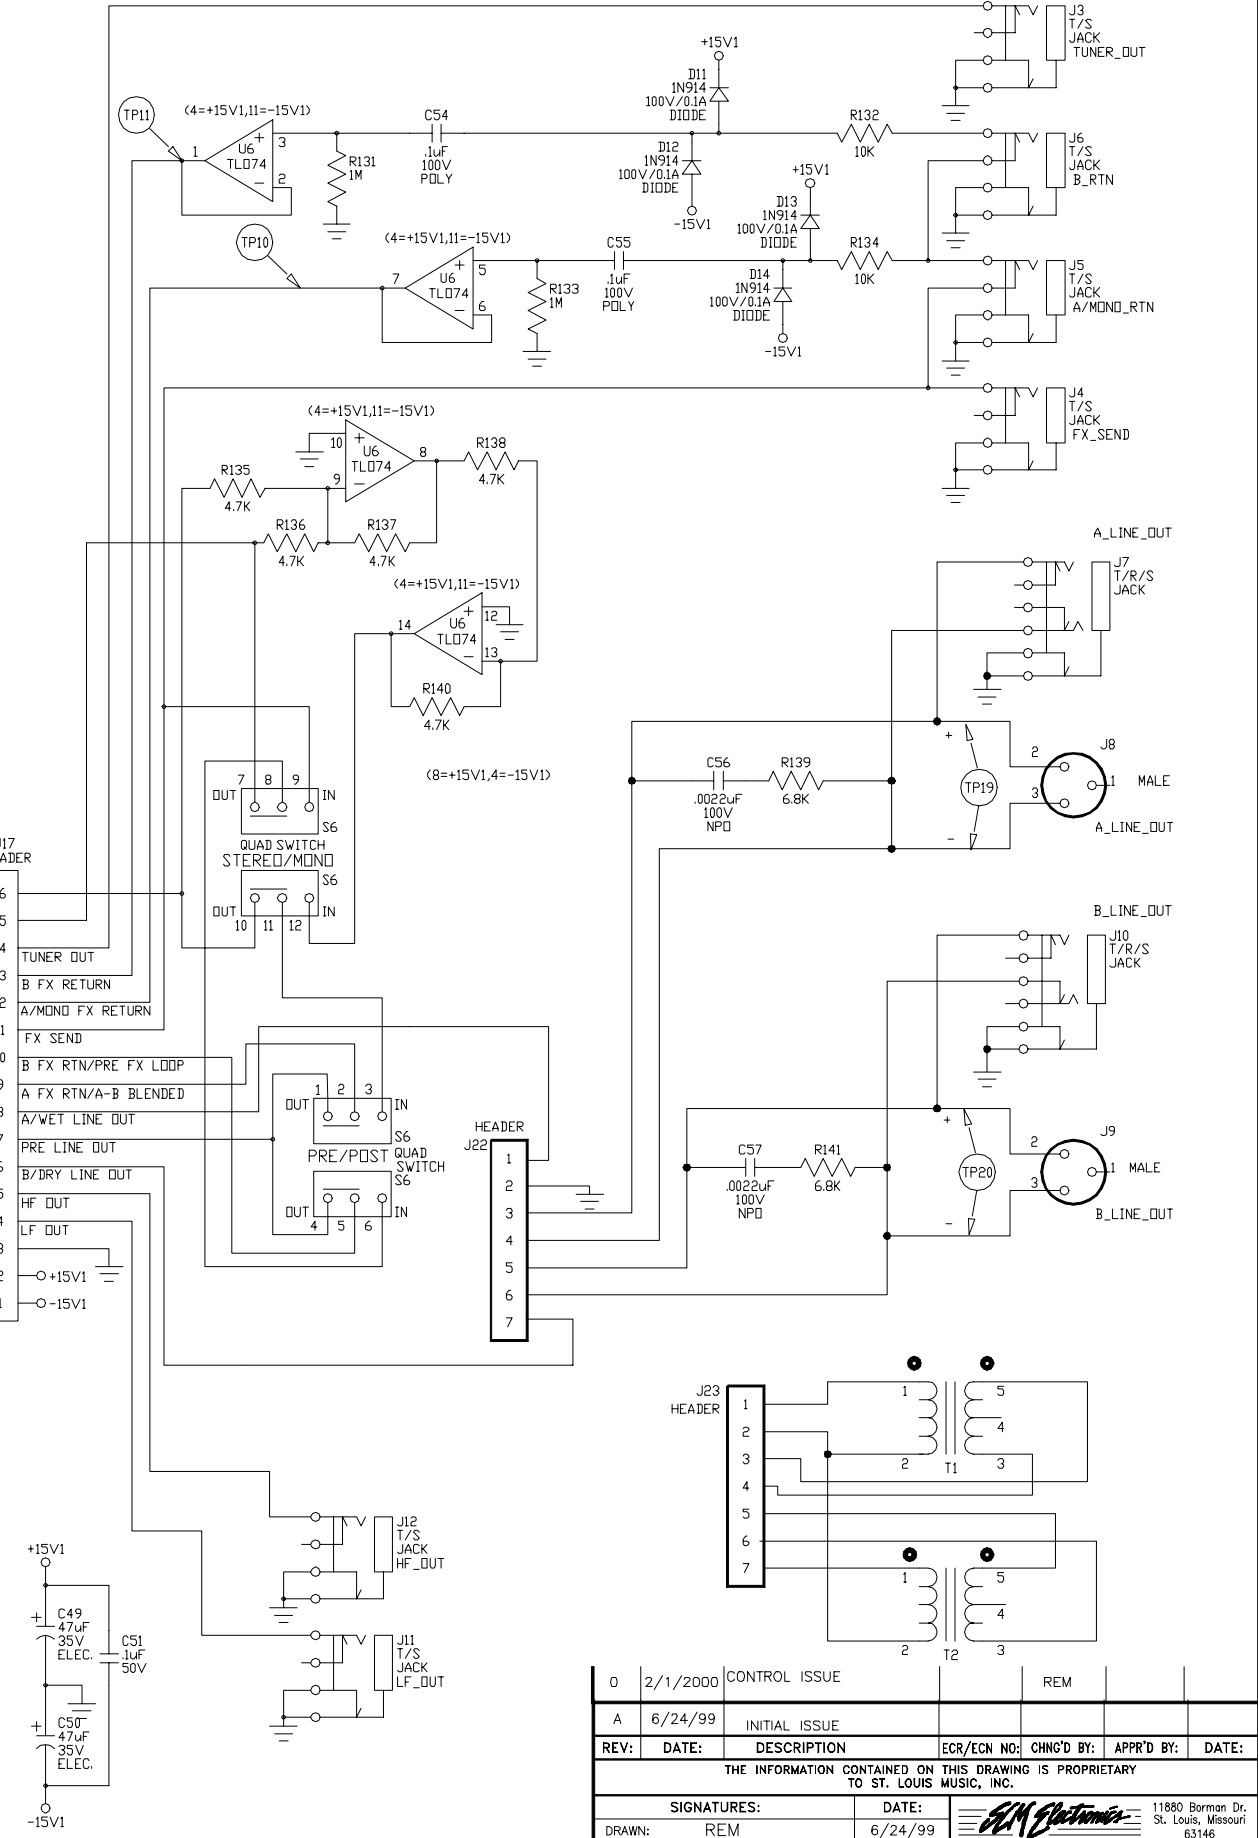 J3
T/S
JACK
TUNER_OUT
+15V1
D11
1N914
100V/0.1A
DIODE
TP11
(4=+15V1,11=-15V1)
1
+
3
U6
TL074
-
2
R131
1M
C54
.1uF
100V
POLY
D12
1N914
100V/0.1A
DIODE
-15V1
R132
10K
J6
T/S
JACK
B_RTN
+15V1
D13
1N914
100V/0.1A
DIODE
TP10
(4=+15V1,11=-15V1)
7
+
5
U6
TL074
-
6
R133
1M
C55
.1uF
100V
POLY
D14
1N914
100V/0.1A
DIODE
-15V1
R134
10K
J5
T/S
JACK
A/MONO_RTN
J4
T/S
JACK
FX_SEND
(4=+15V1,11=-15V1)
10
+
U6
TL074
8
9
-
R138
4.7K
R135
4.7K
R136
4.7K
R137
4.7K
(4=+15V1,11=-15V1)
14
+
12
U6
TL074
-
13
R140
4.7K
(8=+15V1,4=-15V1)
A_LINE_OUT
J7
T/R/S
JACK
C56
.0022uF
100V
NPO
R139
6.8K
+
TP19
-
2
3
1
J8
MALE
A_LINE_OUT
7 8 9
OUT
IN
S6
QUAD SWITCH
STEREO/MONO
S6
OUT
IN
10 11 12
TUNER OUT
B FX RETURN
A/MONO FX RETURN
FX SEND
B FX RTN/PRE FX LOOP
A FX RTN/A-B BLENDED
A/WET LINE OUT
PRE LINE OUT
B/DRY LINE OUT
HF OUT
LF OUT
+15V1
-15V1
1 2 3
OUT
IN
S6
PRE/POST
QUAD
SWITCH
S6
OUT
IN
4 5 6
HEADER
J22
1
2
3
4
5
6
7
B_LINE_OUT
J10
T/R/S
JACK
C57
.0022uF
100V
NPO
R141
6.8K
+
TP20
-
2
3
1
J9
MALE
B_LINE_OUT
J23
HEADER
1
2
3
4
5
6
7
1
2
5
4
3
T1
1
2
5
4
3
T2
J12
T/S
JACK
HF_OUT
J11
T/S
JACK
LF_OUT
+15V1
+
C49
47uF
35V
ELEC.
C51
.1uF
50V
+
C50
47uF
35V
ELEC.
-15V1
0 2/1/2000 CONTROL ISSUE REM
A 6/24/99 INITIAL ISSUE
REV: DATE: DESCRIPTION ECR/ECN NO: CHNG'D BY: APPR'D BY: DATE:
THE INFORMATION CONTAINED ON THIS DRAWING IS PROPRIETARY
TO ST. LOUIS MUSIC, INC.
SIGNATURES: DATE:
DRAWN: REM 6/24/99
SLM Electronics
11880 Borman Dr.
St. Louis, Missouri
63146